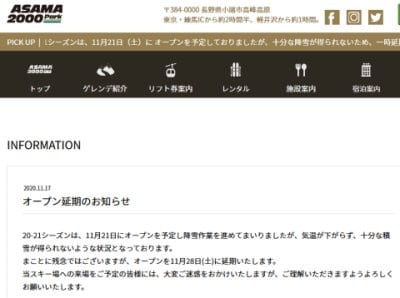 ASAMA
2000 Park
〒384-0000 長野県小諸市高峰高原
東京・練馬ICから約2時間半、軽井沢から約1時間。
PICK UP | :シーズンは、11月21日（土）に オープンを予定しておりましたが、十分な降雪が得られないため、一時延
トップ
ゲレンデ紹介
リフト券案内
レンタル
施設案内
宿泊案内
INFORMATION
2020.11.17
オープン延期のお知らせ
20-21シーズンは、11月21日にオープンを予定し降雪作業を進めてまいりましたが、気温が下がらず、十分な積
雪が得られないような状況となっております。
まことに残念ではございますが、オープンを11月28日(土)に延期いたします。
当スキー場への来場をご予定の皆様には、大変ご迷惑をおかけいたしますが、ご理解いただきますようよろしく
お願いいたします。